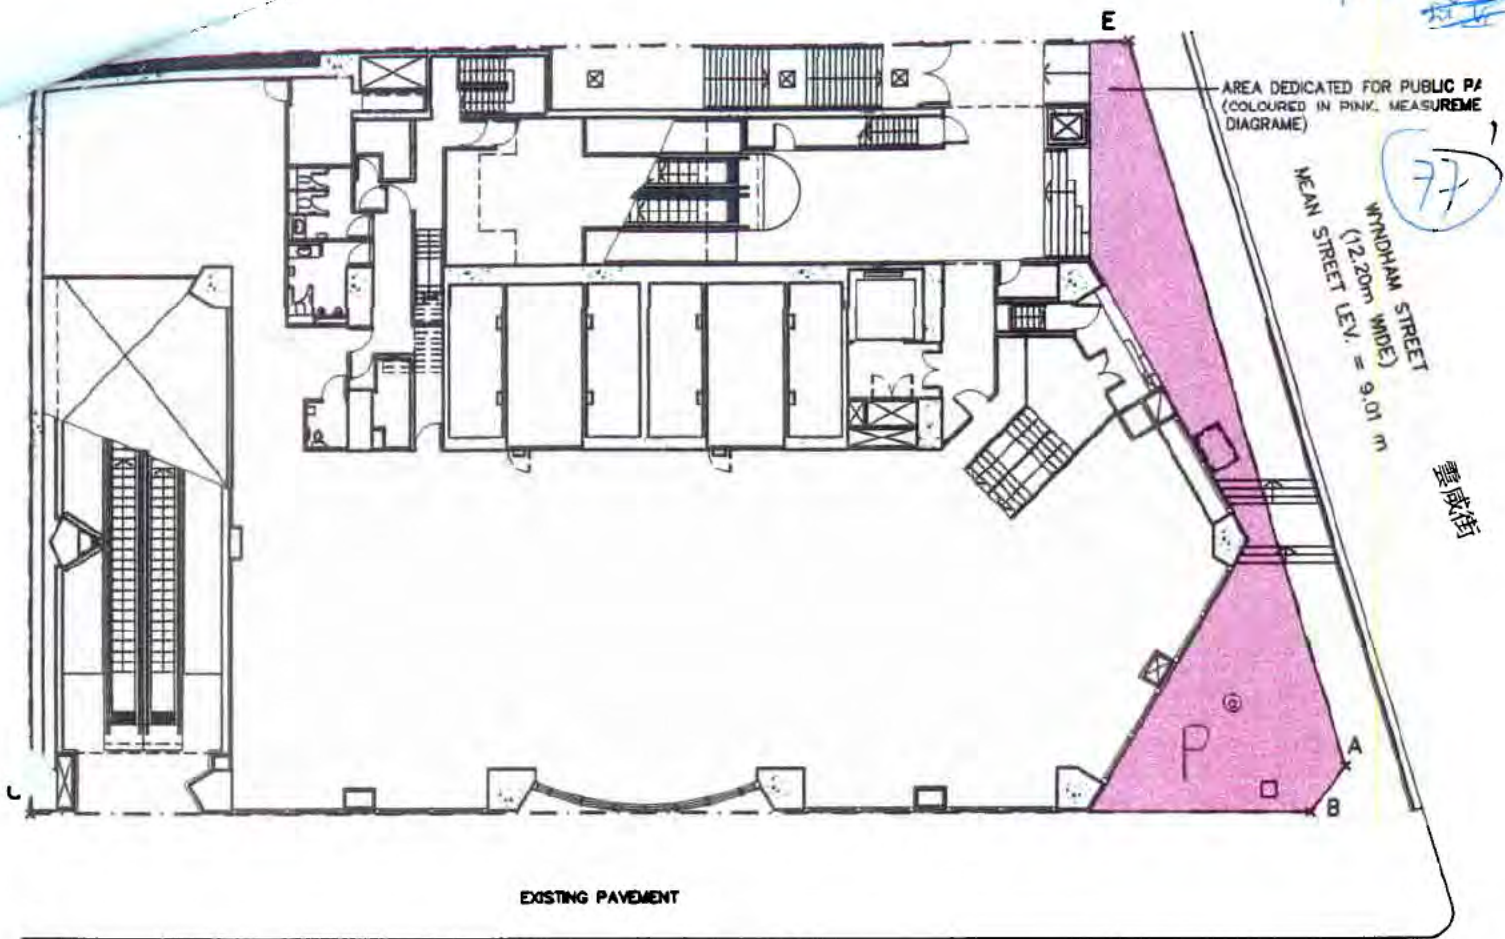 E
AREA DEDICATED FOR PUBLIC PA
(COLOURED IN PINK. MEASUREME
DIAGRAME)
77
WYNDHAM STREET
(12.20m WIDE)
MEAN STREET LEV. = 9.01 m
雲咸街
P
A
B
EXISTING PAVEMENT